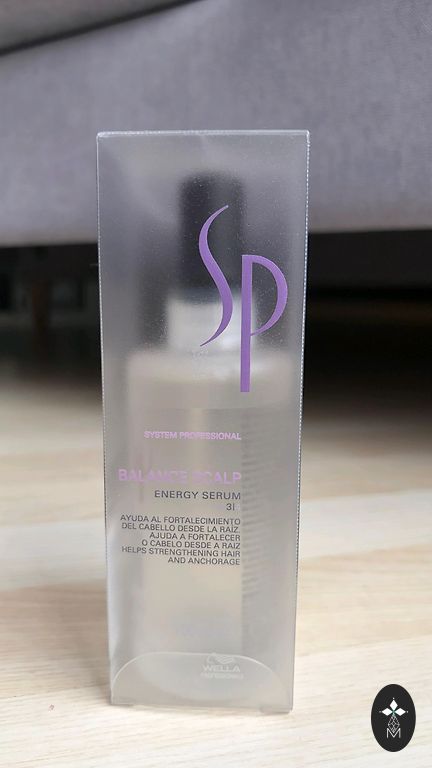 SP
SYSTEM PROFESSIONAL
BALANCE SCALP
ENERGY SERUM
AYUDA AL FORTALECIMIENTO
DEL CABELLO DESDE LA RAÍZ.
AJUDA A FORTALECER
O CABELO DESDE A RAIZ
HELPS STRENGTHENING HAIR
AND ANCHORAGE
WELLA
M